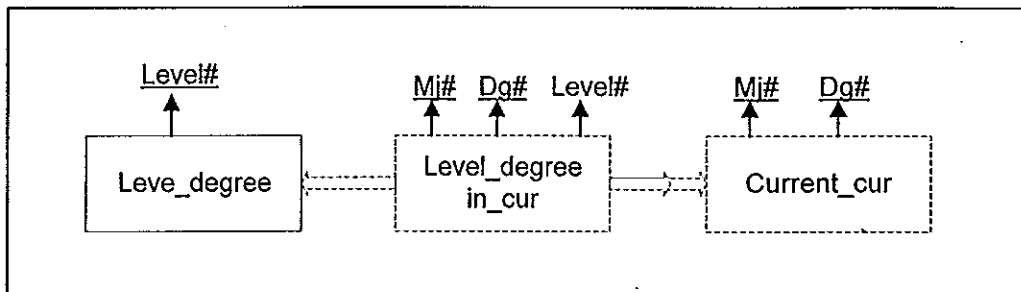 Level#
Mj# Dg# Level#
Mj# Dg#
Leve_degree
Level_degree
in_cur
Current_cur